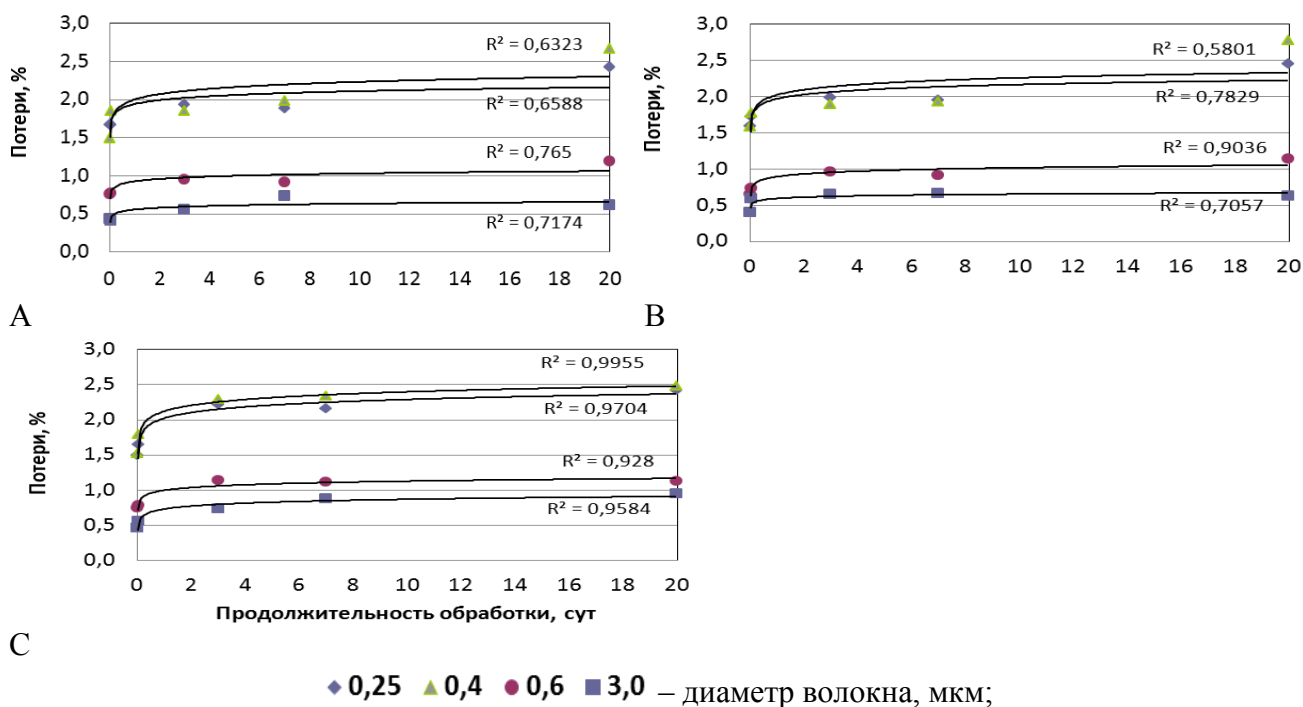 Потери, %
3,0
2,5
2,0
1,5
1,0
0,5
0,0
R² = 0,6323
R² = 0,6588
R² = 0,765
R² = 0,7174
0 2 4 6 8 10 12 14 16 18 20
A
Потери, %
3,0
2,5
2,0
1,5
1,0
0,5
0,0
R² = 0,5801
R² = 0,7829
R² = 0,9036
R² = 0,7057
0 2 4 6 8 10 12 14 16 18 20
B
Потери, %
3,0
2,5
2,0
1,5
1,0
0,5
0,0
R² = 0,9955
R² = 0,9704
R² = 0,928
R² = 0,9584
0 2 4 6 8 10 12 14 16 18 20
Продолжительность обработки, сут
C
0,25 0,4 0,6 3,0 – диаметр волокна, мкм;